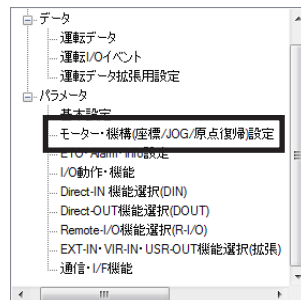 データ
運転データ
運転I/Oイベント
運転データ拡張用設定
パラメータ
基本設定
モーター・機構(座標/JOG/原点復帰)設定
ETO・Alarm・Info設定
I/O動作・機能
Direct-IN 機能選択(DIN)
Direct-OUT機能選択(DOUT)
Remote-I/O機能選択(R-I/O)
EXT-IN・VIR-IN・USR-OUT機能選択(拡張)
通信・I/F機能